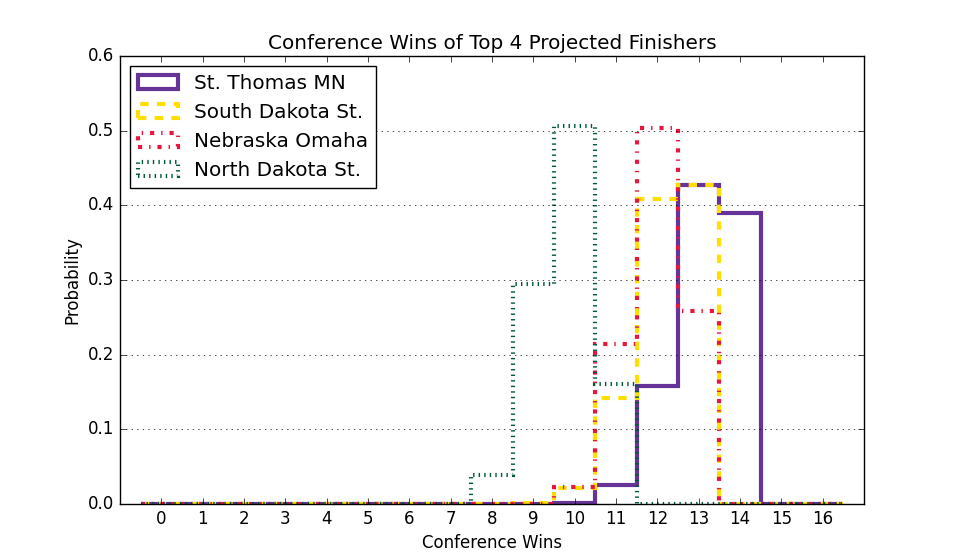 Conference Wins of Top 4 Projected Finishers
0.6
0.5
0.4
0.3
0.2
0.1
0.0
Probability
St. Thomas MN
South Dakota St.
Nebraska Omaha
North Dakota St.
0 1 2 3 4 5 6 7 8 9 10 11 12 13 14 15 16
Conference Wins